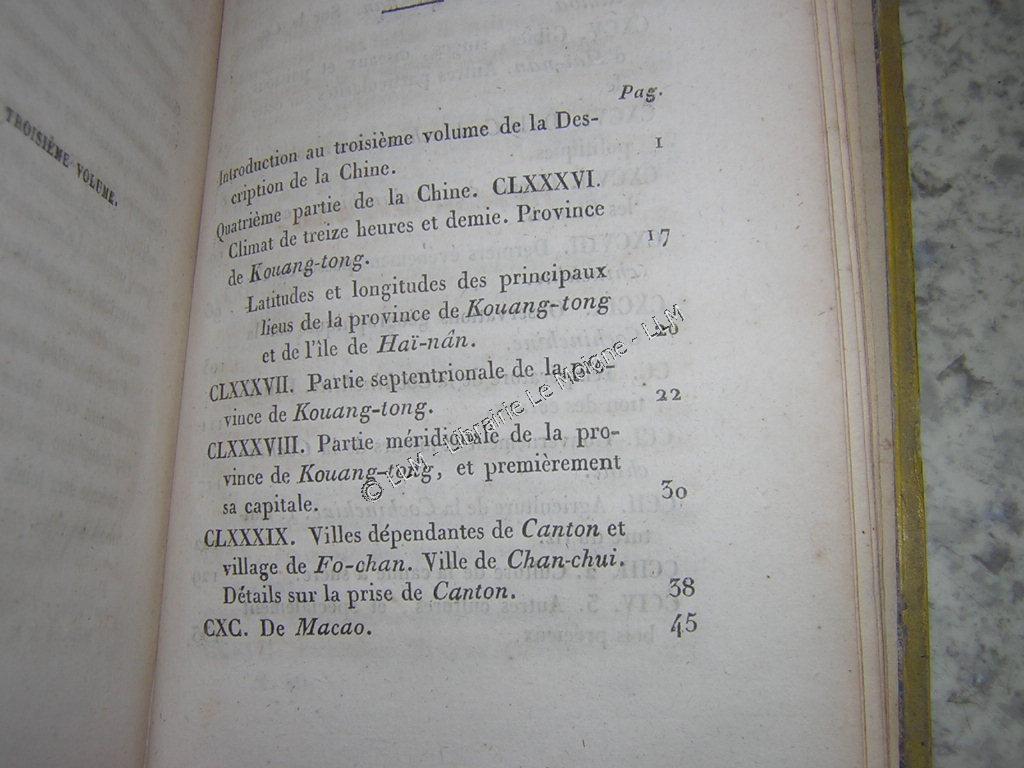 TROISIÈME VOLUME.
Pag.
Introduction au troisième volume de la Des-
cription de la Chine. 1
Quatrième partie de la Chine. CLXXXVI.
Climat de treize heures et demie. Province
de Kouang-tong. 17
Latitudes et longitudes des principaux
lieus de la province de Kouang-tong
et de l'île de Haï-nân. 20
CLXXXVII. Partie septentrionale de la pro-
vince de Kouang-tong. 22
CLXXXVIII. Partie méridionale de la pro-
vince de Kouang-tong, et premièrement
sa capitale. 30
CLXXXIX. Villes dépendantes de Canton et
village de Fo-chan. Ville de Chan-chui.
Détails sur la prise de Canton. 38
CXC. De Macao. 45
© LLM - Librairie Le Moigne - LLM